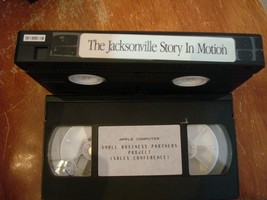 The Jacksonville Story In Motion
APPLE COMPUTER
SMALL BUSINESS PARTNERS
PROJECT
(SALES CONFERENCE)